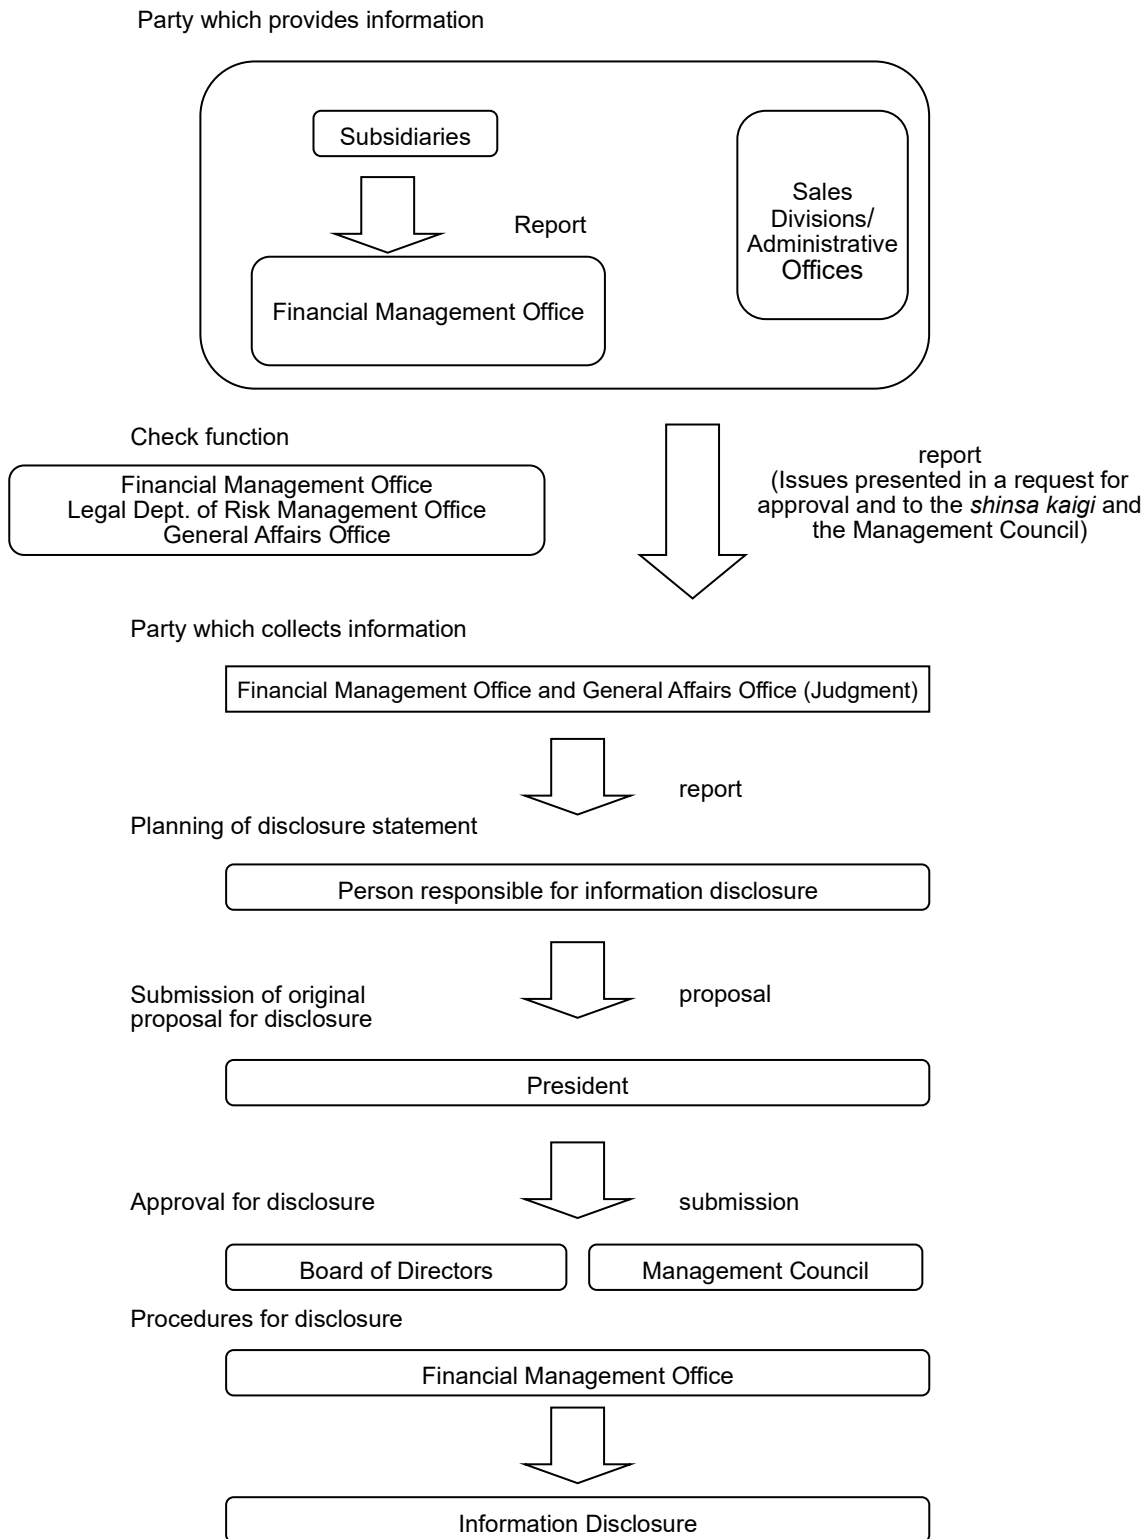 Party which provides information
Subsidiaries
Report
Financial Management Office
Sales
Divisions/
Administrative
Offices
Check function
Financial Management Office
Legal Dept. of Risk Management Office
General Affairs Office
report
(Issues presented in a request for
approval and to the shinsa kaigi and
the Management Council)
Party which collects information
Financial Management Office and General Affairs Office (Judgment)
report
Planning of disclosure statement
Person responsible for information disclosure
Submission of original
proposal for disclosure
proposal
President
Approval for disclosure
submission
Board of Directors
Management Council
Procedures for disclosure
Financial Management Office
Information Disclosure